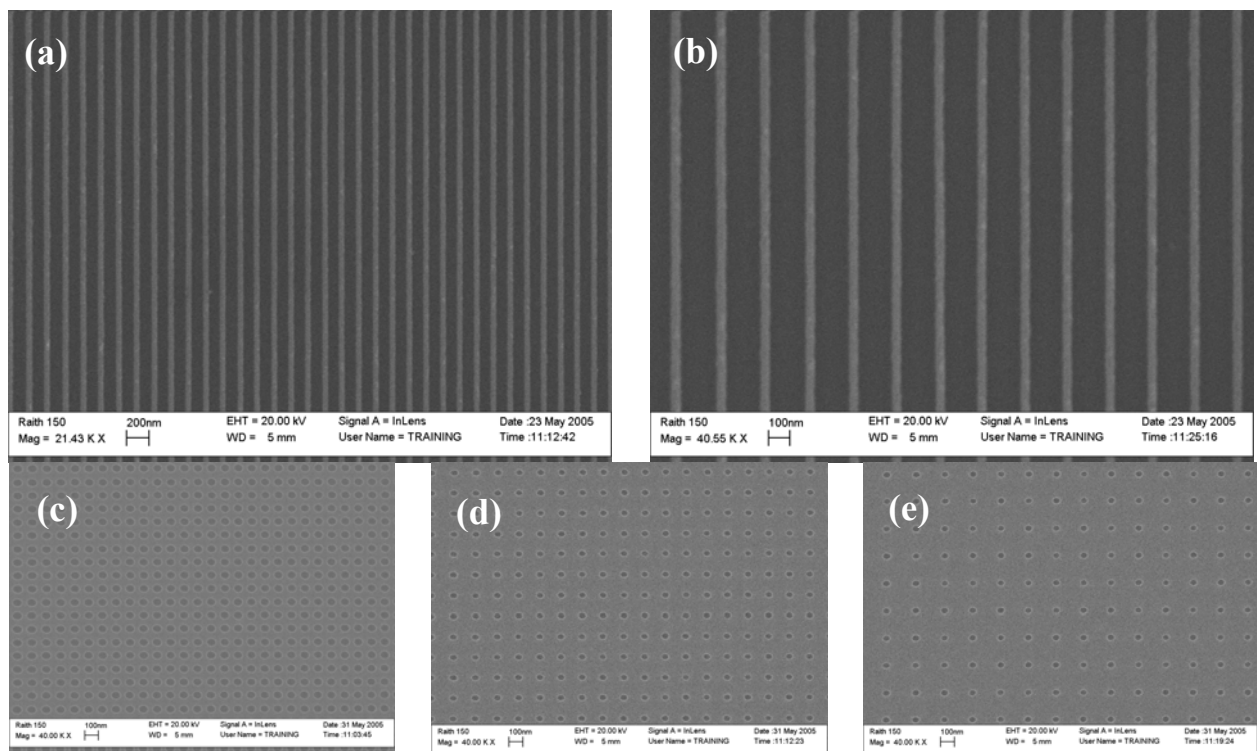 (a)
Raith 150 200nm EHT = 20.00 kV Signal A = InLens Date :23 May 2005
Mag = 21.43 K X WD = 5 mm User Name = TRAINING Time :11:12:42
(b)
Raith 150 100nm EHT = 20.00 kV Signal A = InLens Date :23 May 2005
Mag = 40.55 K X WD = 5 mm User Name = TRAINING Time :11:25:16
(c)
Raith 150 100nm EHT = 20.00 kV Signal A = InLens Date :31 May 2005
Mag = 40.00 K X WD = 5 mm User Name = TRAINING Time :11:03:45
(d)
Raith 150 100nm EHT = 20.00 kV Signal A = InLens Date :31 May 2005
Mag = 40.00 K X WD = 5 mm User Name = TRAINING Time :11:12:23
(e)
Raith 150 100nm EHT = 20.00 kV Signal A = InLens Date :31 May 2005
Mag = 40.00 K X WD = 5 mm User Name = TRAINING Time :11:19:24